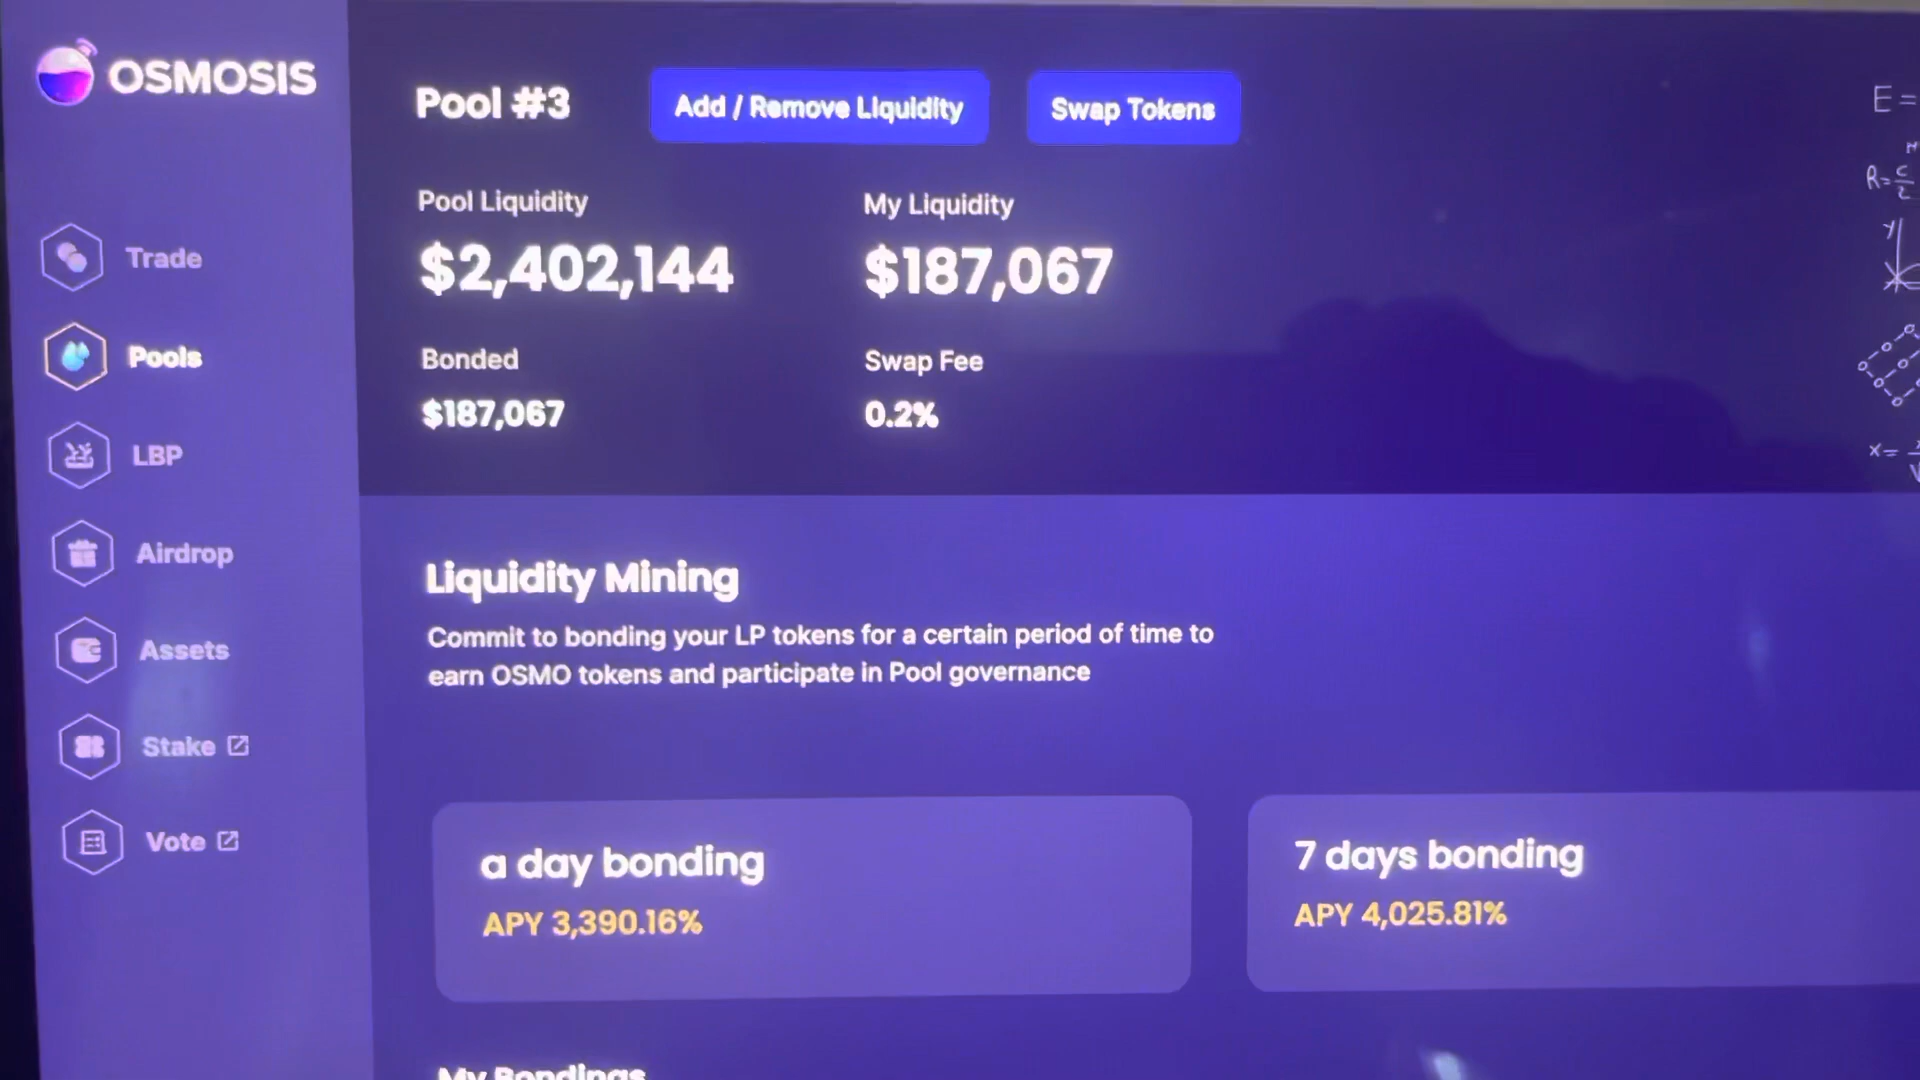 OSMOSIS
Trade
Pools
LBP
Airdrop
Assets
Stake
Vote
Pool #3
Add / Remove Liquidity
Swap Tokens
Pool Liquidity
My Liquidity
$2,402,144
$187,067
Bonded
Swap Fee
$187,067
0.2%
Liquidity Mining
Commit to bonding your LP tokens for a certain period of time to
earn OSMO tokens and participate in Pool governance
a day bonding
APY 3,390.16%
7 days bonding
APY 4,025.81%
My Bondings
E =
R=
y
x=